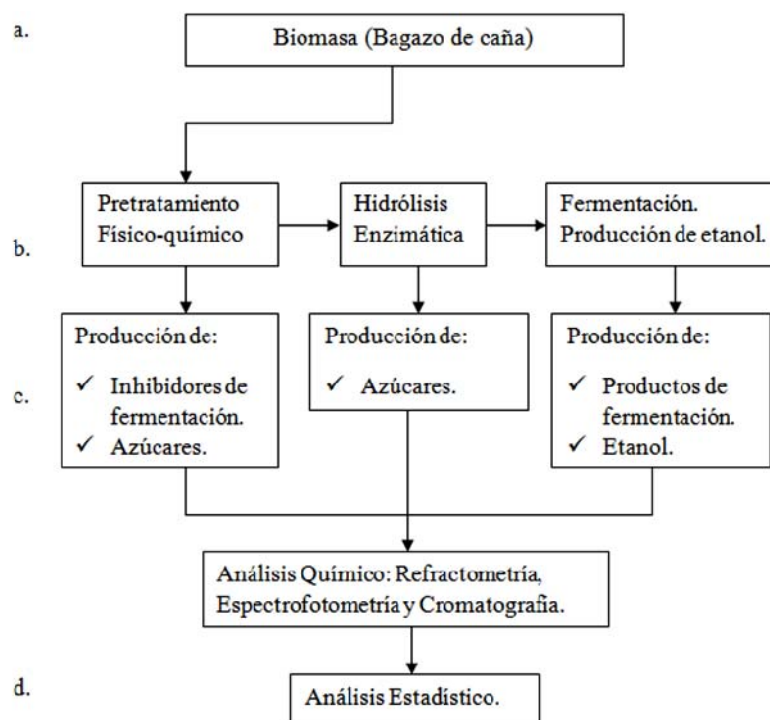 a.
Biomasa (Bagazo de caña)
b.
Pretratamiento
Físico-químico
Hidrólisis
Enzimática
Fermentación.
Producción de etanol.
c.
Producción de:
✓ Inhibidores de
fermentación.
✓ Azúcares.
Producción de:
✓ Azúcares.
Producción de:
✓ Productos de
fermentación.
✓ Etanol.
Análisis Químico: Refractometría,
Espectrofotometría y Cromatografía.
d.
Análisis Estadístico.